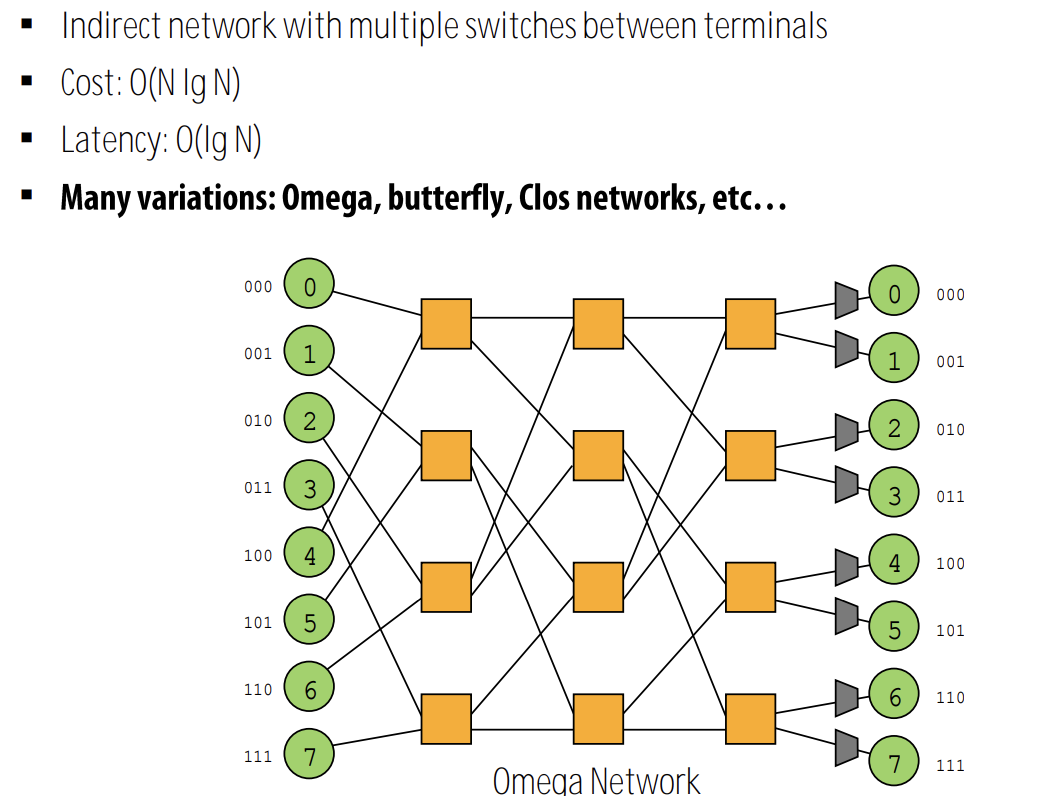 ▪ Indirect network with multiple switches between terminals
▪ Cost: O(N lg N)
▪ Latency: O(lg N)
▪ Many variations: Omega, butterfly, Clos networks, etc…
000 0 0 000
001 1 1 001
010 2 2 010
011 3 3 011
100 4 4 100
101 5 5 101
110 6 6 110
111 7 7 111
Omega Network